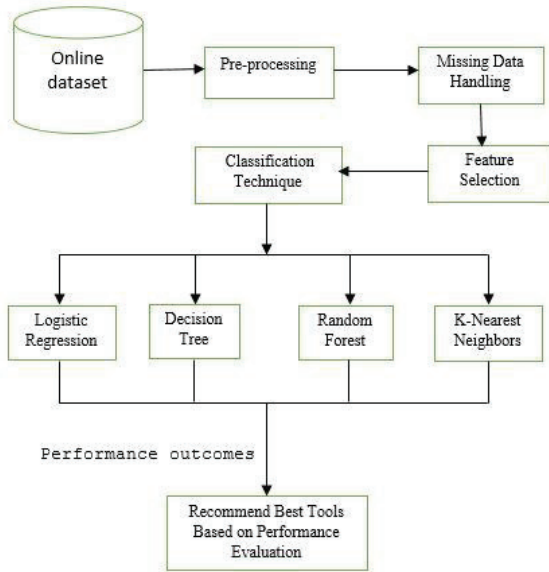 Online
dataset
Pre-processing
Missing Data
Handling
Classification
Technique
Feature
Selection
Logistic
Regression
Decision
Tree
Random
Forest
K-Nearest
Neighbors
Performance outcomes
Recommend Best Tools
Based on Performance
Evaluation